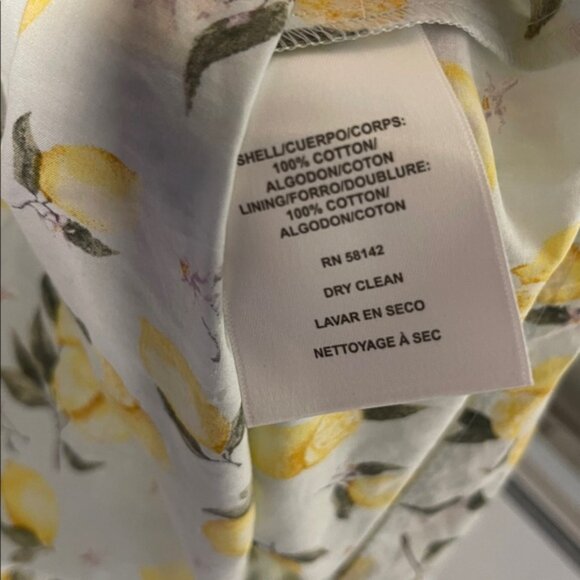 SHELL/CUERPO/CORPS:
100% COTTON/
ALGODON/COTON
LINING/FORRO/DOUBLURE:
100% COTTON/
ALGODON/COTON
RN 58142
DRY CLEAN
LAVAR EN SECO
NETTOYAGE À SEC